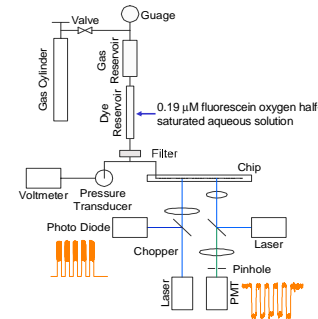 Guage
Valve
Gas Cylinder
Gas
Reservoir
Dye
Reservoir
0.19 µM fluorescein oxygen half
saturated aqueous solution
Filter
Chip
Voltmeter
Pressure
Transducer
Photo Diode
Laser
Chopper
Pinhole
Laser
PMT